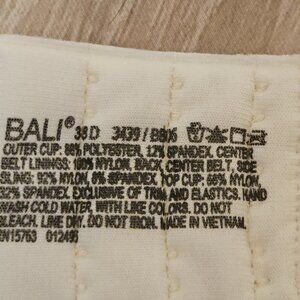 BALI® 38 D 3439 / B506
OUTER CUP: 88% POLYESTER, 12% SPANDEX. CENTER
BELT LININGS: 100% NYLON. BACK, CENTER BELT, SIDE
SLING: 92% NYLON, 8% SPANDEX. TOP CUP: 68% NYLON,
32% SPANDEX. EXCLUSIVE OF TRIM AND ELASTICS. HAND
WASH COLD WATER, WITH LIKE COLORS. DO NOT
BLEACH. LINE DRY. DO NOT IRON. MADE IN VIETNAM.
RN15763 012495